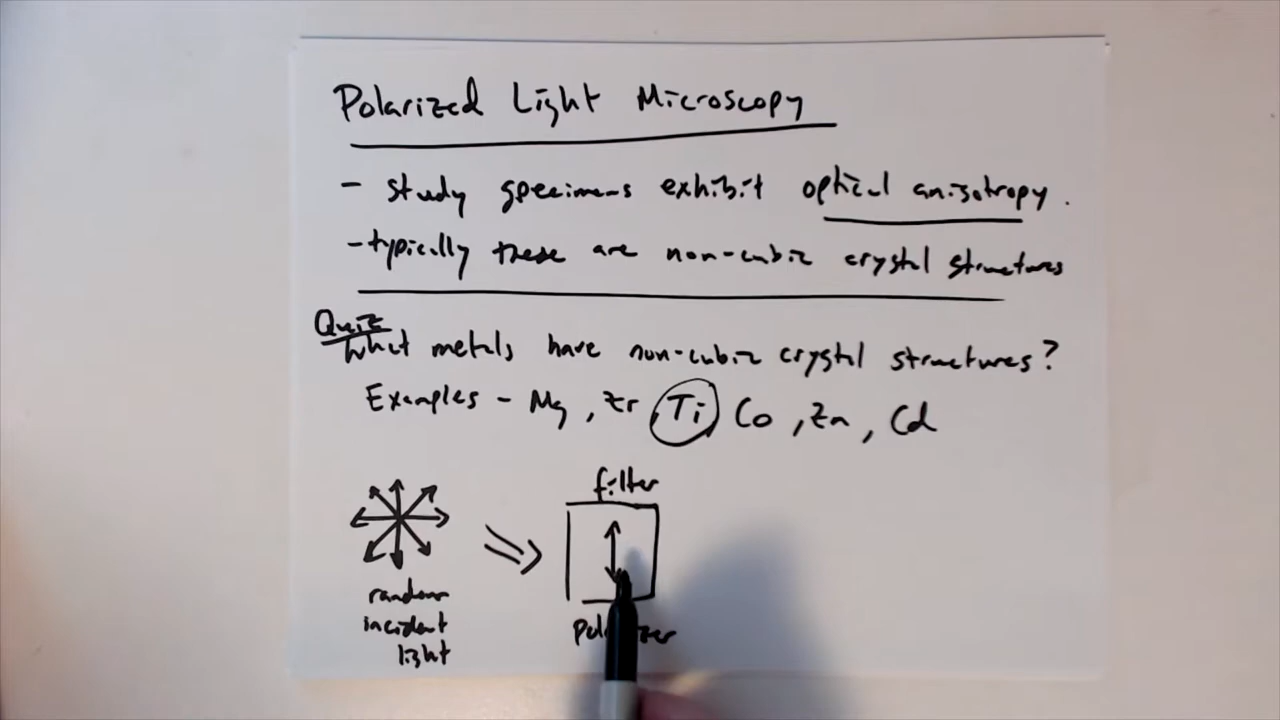 Polarized Light Microscopy
- study specimens exhibit optical anisotropy.
- typically these are non-cubic crystal structures
Quiz
What metals have non-cubic crystal structures?
Examples - Mg, Zr, Ti Co, Zn, Cd
filter
random
incident
light